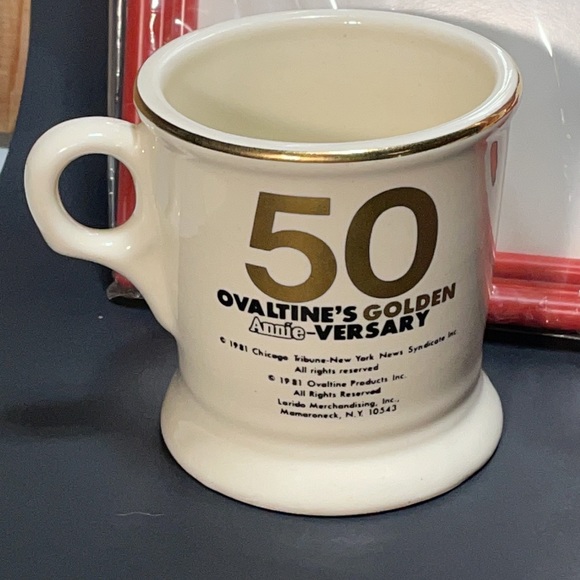 50
OVALTINE'S GOLDEN
Annie-VERSARY
© 1981 Chicago Tribune-New York News Syndicate Inc.
All rights reserved
© 1981 Ovaltine Products Inc.
All Rights Reserved
Larida Merchandising, Inc.,
Mamaroneck, N.Y. 10543